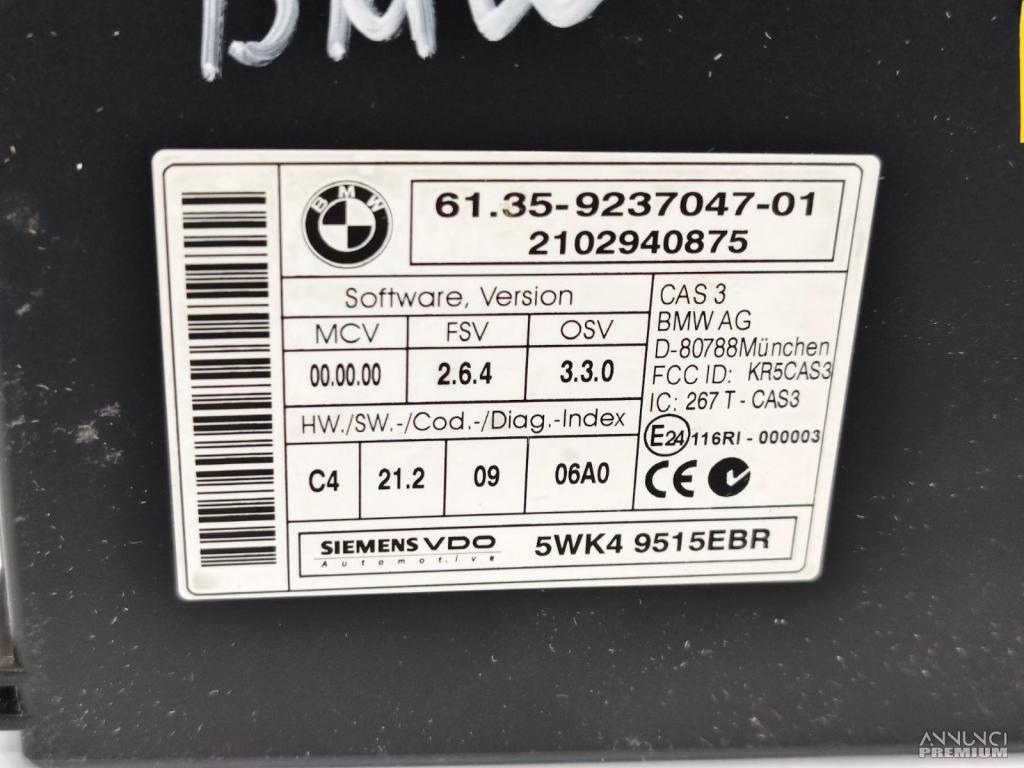 BMW
BMW
61.35-9237047-01
2102940875
Software, Version
MCV FSV OSV
00.00.00 2.6.4 3.3.0
HW./SW.-/Cod.-/Diag.-Index
C4 21.2 09 06A0
CAS 3
BMW AG
D-80788München
FCC ID: KR5CAS3
IC: 267 T - CAS3
E24 116RI - 000003
CE
SIEMENS VDO
Automotive
5WK4 9515EBR
ANNUNCI
PREMIUM